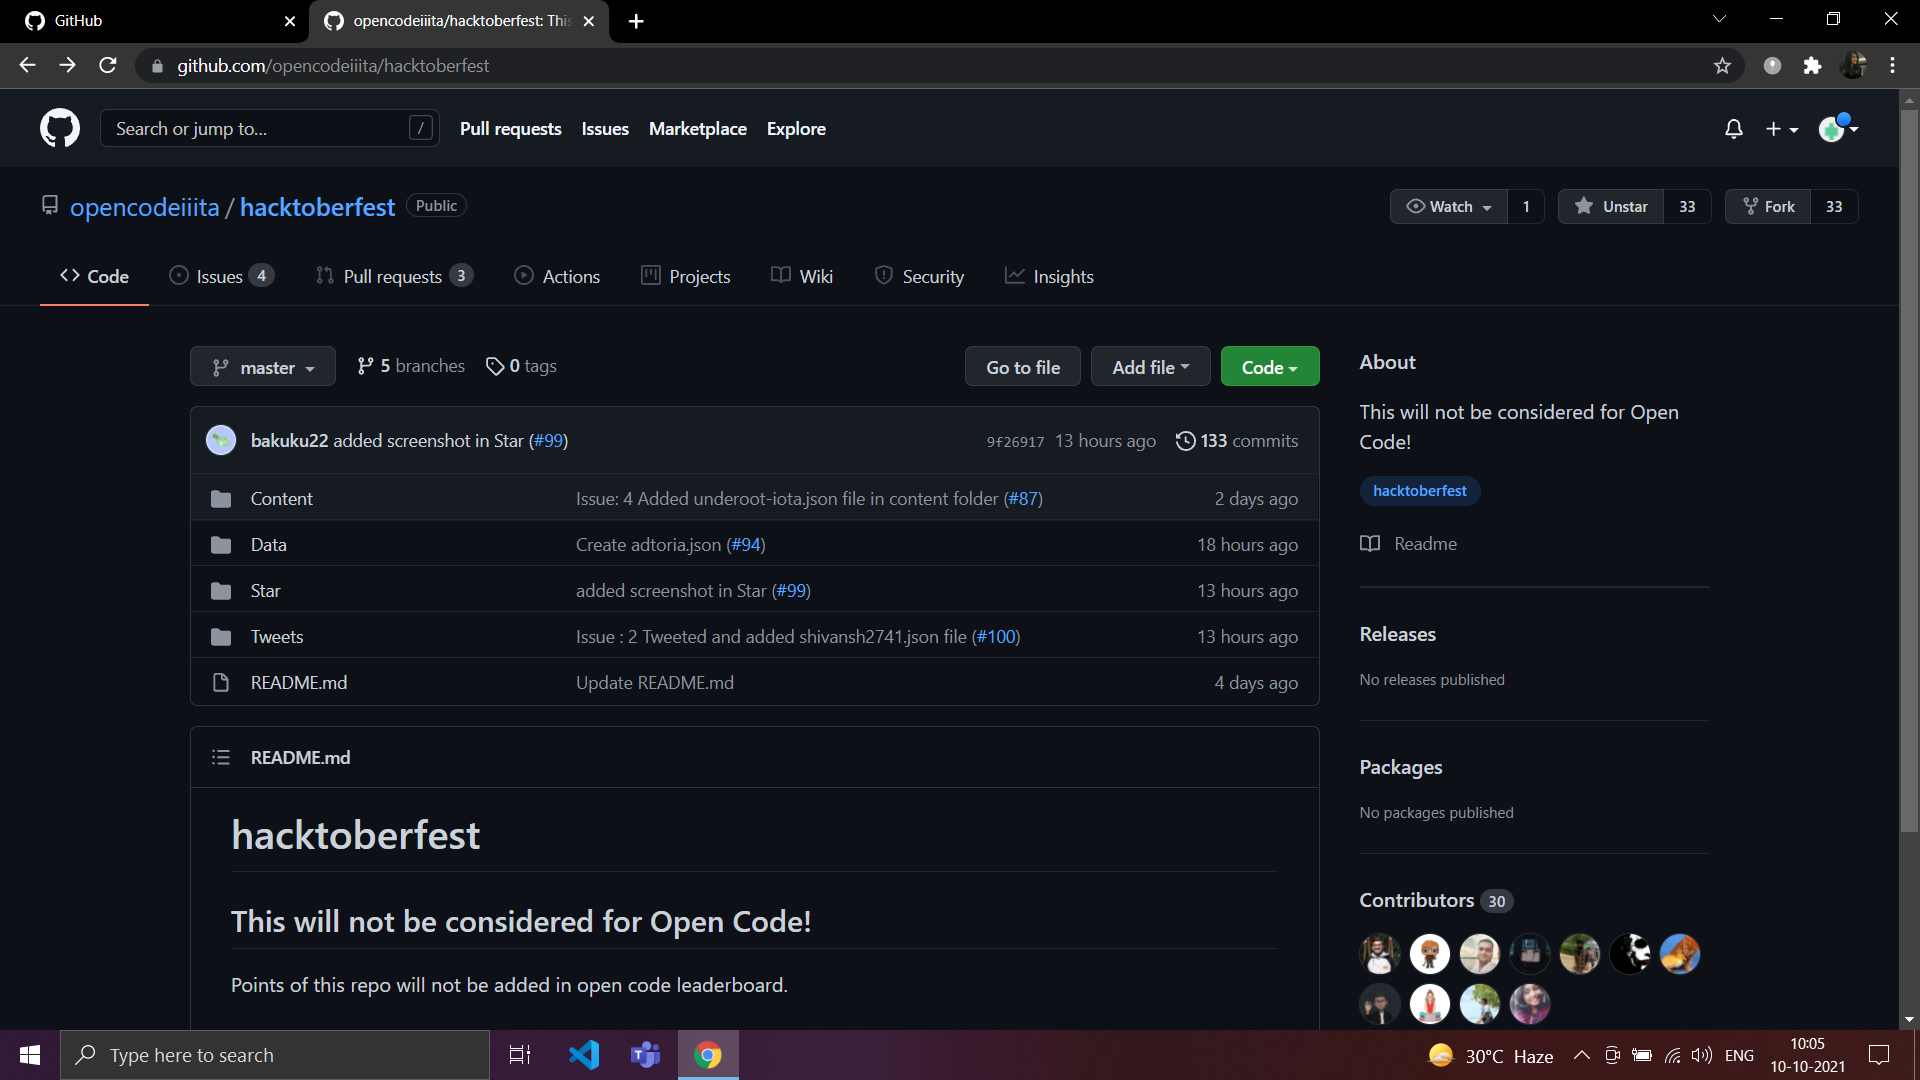 GitHub
opencodeiiita/hacktoberfest: This
github.com/opencodeiiita/hacktoberfest
Search or jump to... /
Pull requests Issues Marketplace Explore
opencodeiiita / hacktoberfest Public
Watch 1 Unstar 33 Fork 33
Code Issues 4 Pull requests 3 Actions Projects Wiki Security Insights
master 5 branches 0 tags Go to file Add file Code
bakuku22 added screenshot in Star (#99) 9f26917 13 hours ago 133 commits
Content Issue: 4 Added underoot-iota.json file in content folder (#87) 2 days ago
Data Create adtoria.json (#94) 18 hours ago
Star added screenshot in Star (#99) 13 hours ago
Tweets Issue : 2 Tweeted and added shivansh2741.json file (#100) 13 hours ago
README.md Update README.md 4 days ago
README.md
hacktoberfest
This will not be considered for Open Code!
Points of this repo will not be added in open code leaderboard.
About
This will not be considered for Open
Code!
hacktoberfest
Readme
Releases
No releases published
Packages
No packages published
Contributors 30
Type here to search
30°C Haze
ENG
10:05
10-10-2021